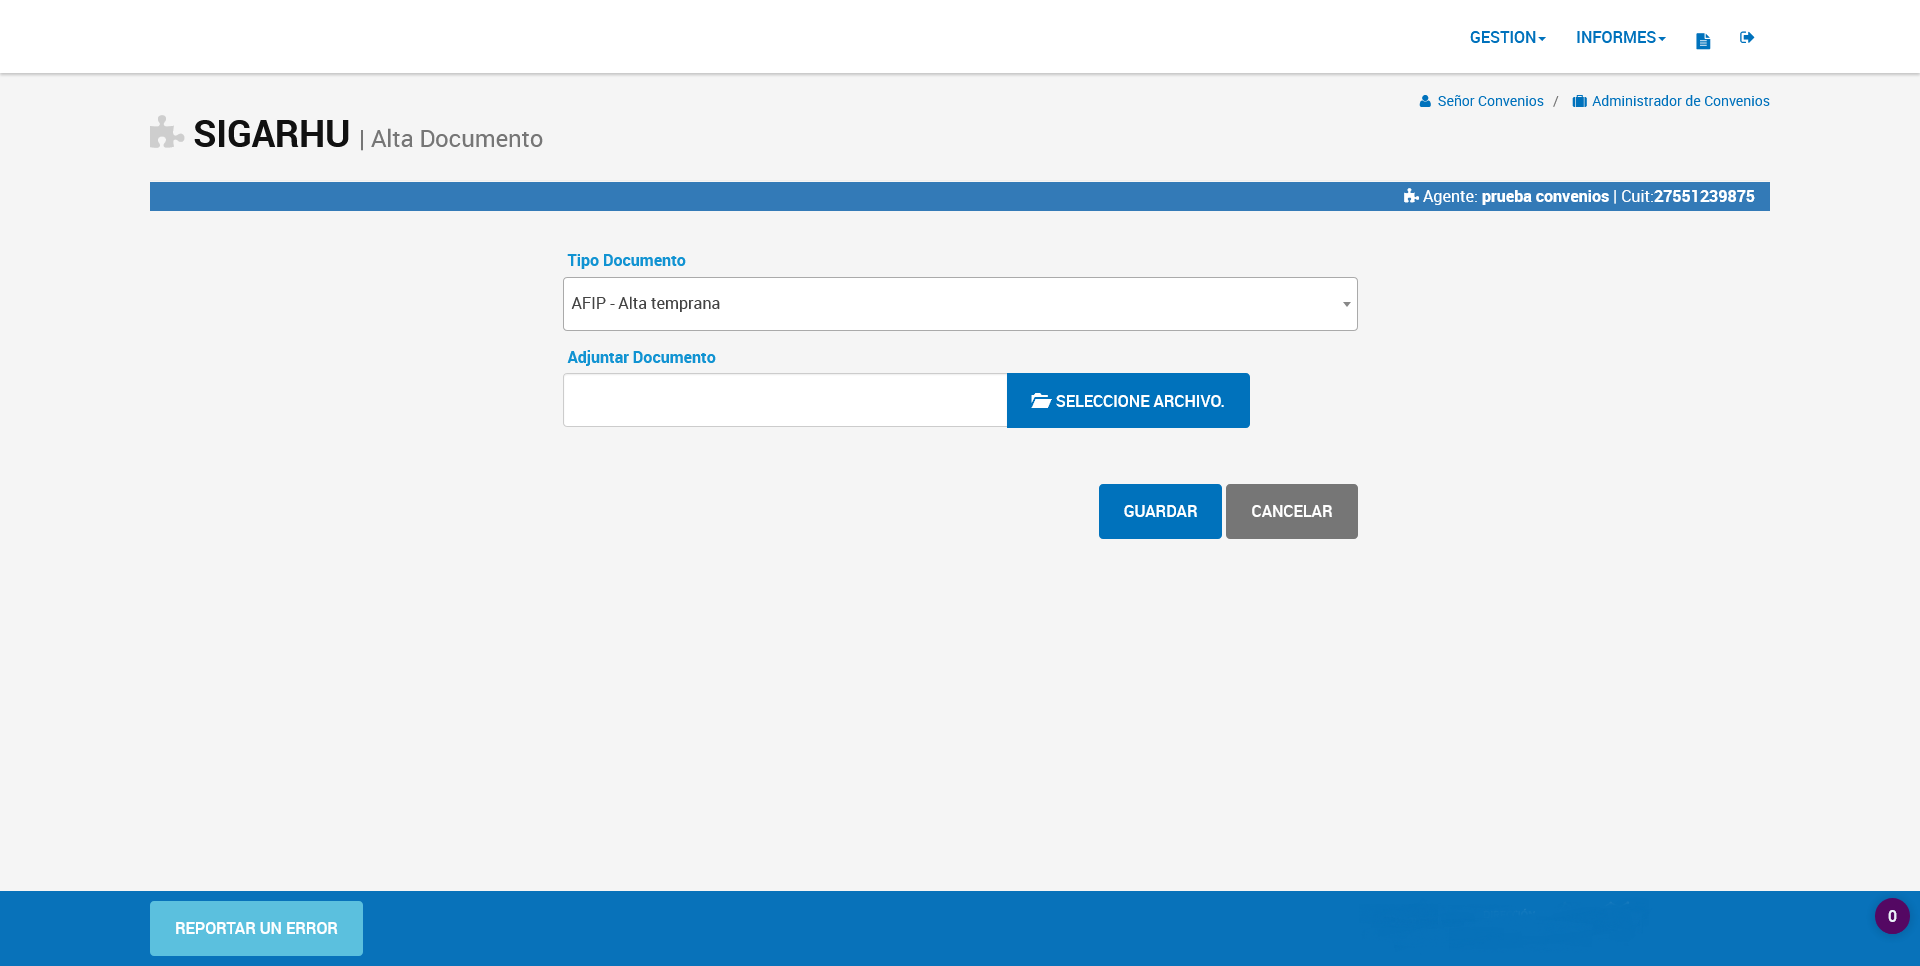 GESTION INFORMES
Señor Convenios / Administrador de Convenios
SIGARHU | Alta Documento
Agente: prueba convenios | Cuit:27551239875
Tipo Documento
AFIP - Alta temprana
Adjuntar Documento
SELECCIONE ARCHIVO.
GUARDAR CANCELAR
REPORTAR UN ERROR
0